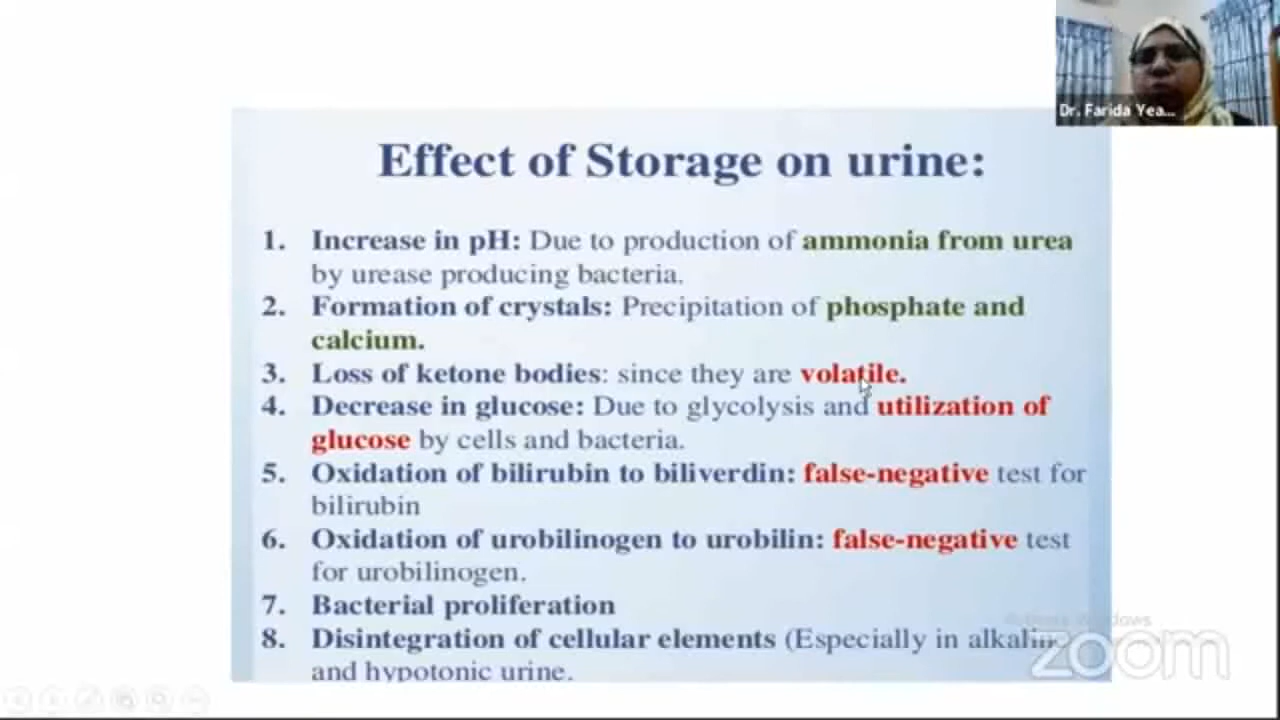 Dr. Farida Yea...
Effect of Storage on urine:
1. Increase in pH: Due to production of ammonia from urea
by urease producing bacteria.
2. Formation of crystals: Precipitation of phosphate and
calcium.
3. Loss of ketone bodies: since they are volatile.
4. Decrease in glucose: Due to glycolysis and utilization of
glucose by cells and bacteria.
5. Oxidation of bilirubin to biliverdin: false-negative test for
bilirubin
6. Oxidation of urobilinogen to urobilin: false-negative test
for urobilinogen.
7. Bacterial proliferation
8. Disintegration of cellular elements (Especially in alkaline
and hypotonic urine.
Windows
zoom